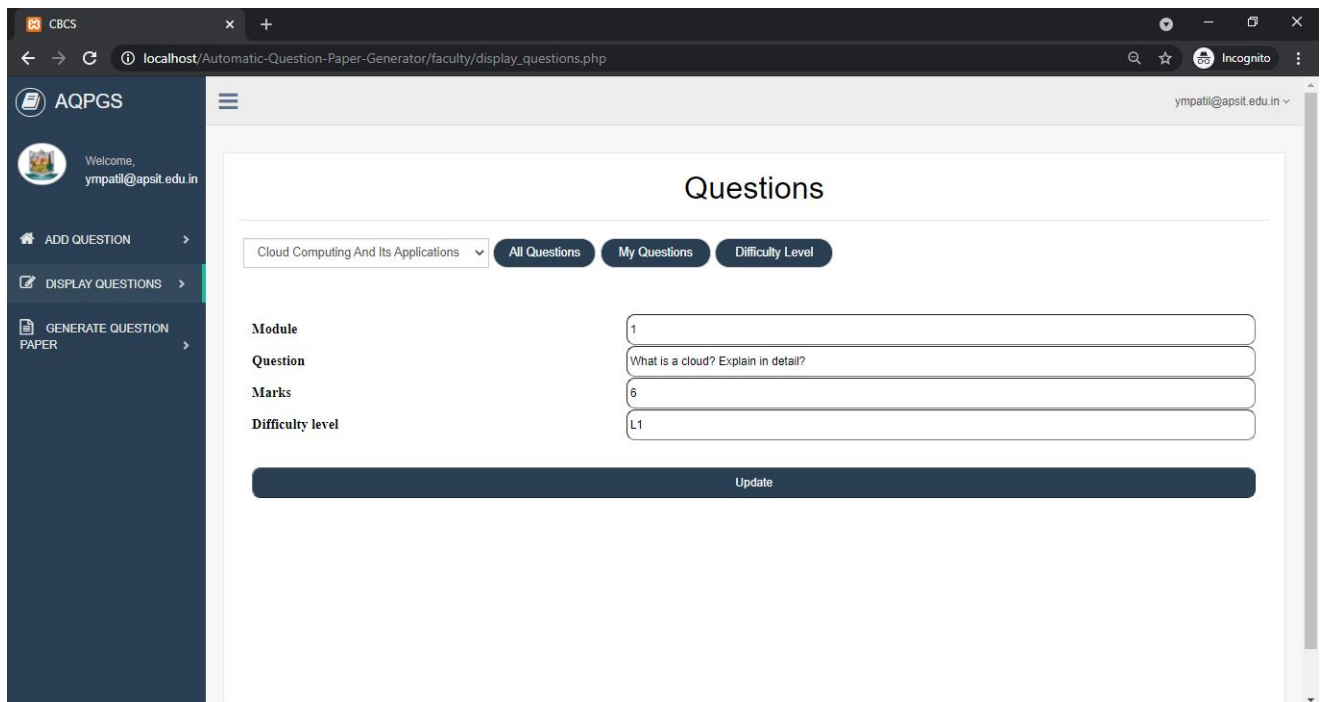 CBCS
localhost/Automatic-Question-Paper-Generator/faculty/display_questions.php
Incognito
AQPGS
ympatil@apsit.edu.in
Welcome,
ympatil@apsit.edu.in
ADD QUESTION
DISPLAY QUESTIONS
GENERATE QUESTION
PAPER
Questions
Cloud Computing And Its Applications All Questions My Questions Difficulty Level
Module 1
Question What is a cloud? Explain in detail?
Marks 6
Difficulty level L1
Update